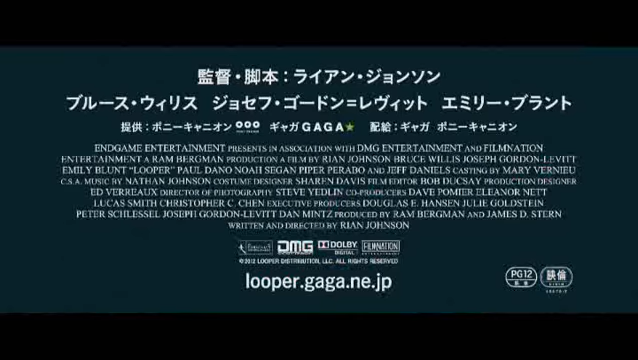 監督・脚本：ライアン・ジョンソン
ブルース・ウィリス ジョセフ・ゴードン=レヴィット エミリー・ブラント
提供：ポニーキャニオン ギャガ GAGA★ 配給：ギャガ ポニーキャニオン
ENDGAME ENTERTAINMENT PRESENTS IN ASSOCIATION WITH DMG ENTERTAINMENT AND FILMNATION
ENTERTAINMENT A RAM BERGMAN PRODUCTION A FILM BY RIAN JOHNSON BRUCE WILLIS JOSEPH GORDON-LEVITT
EMILY BLUNT "LOOPER" PAUL DANO NOAH SEGAN PIPER PERABO AND JEFF DANIELS CASTING BY MARY VERNIEU
C.S.A. MUSIC BY NATHAN JOHNSON COSTUME DESIGNER SHAREN DAVIS FILM EDITOR BOB DUCSAY PRODUCTION DESIGNER
ED VERREAUX DIRECTOR OF PHOTOGRAPHY STEVE YEDLIN CO-PRODUCERS DAVE POMIER ELEANOR NETT
LUCAS SMITH CHRISTOPHER C. CHEN EXECUTIVE PRODUCERS DOUGLAS E. HANSEN JULIE GOLDSTEIN
PETER SCHLESSEL JOSEPH GORDON-LEVITT DAN MINTZ PRODUCED BY RAM BERGMAN AND JAMES D. STERN
WRITTEN AND DIRECTED BY RIAN JOHNSON
DMG DOLBY DIGITAL FILMNATION
©2012 LOOPER DISTRIBUTION, LLC. ALL RIGHTS RESERVED
looper.gaga.ne.jp
PG12 映倫